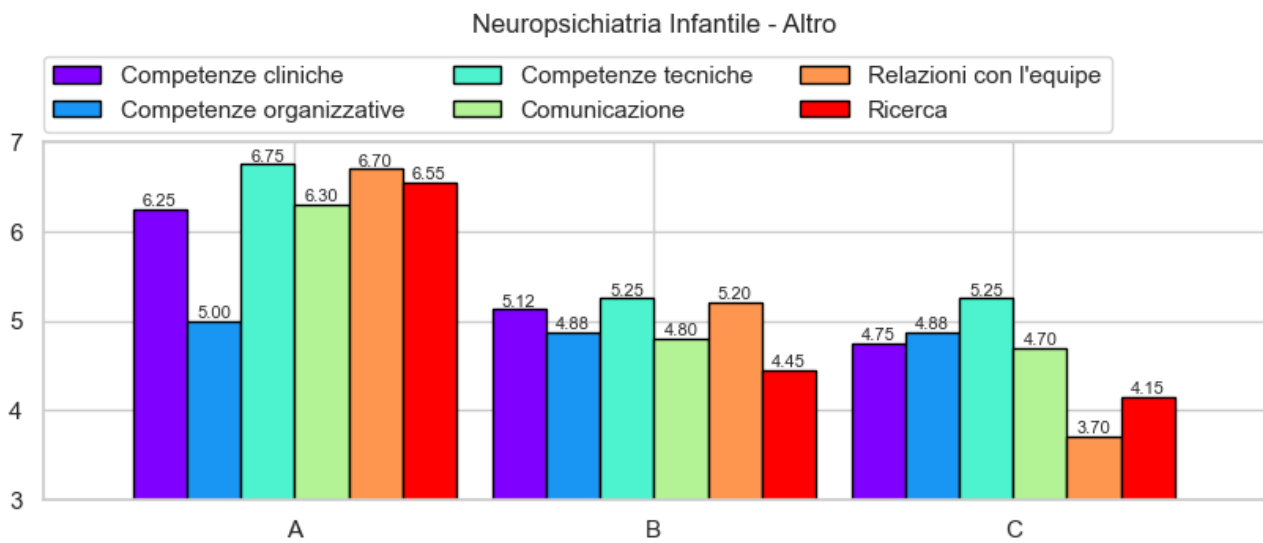 Neuropsichiatria Infantile - Altro
Competenze cliniche Competenze tecniche Relazioni con l'equipe
Competenze organizzative Comunicazione Ricerca
7
6.75 6.70
6.55
6.25 6.30
6
5.25 5.20 5.25
5.12
5 5.00
4.88 4.80 4.75 4.88 4.70
4.45
4.15
4
3.70
3
A B C